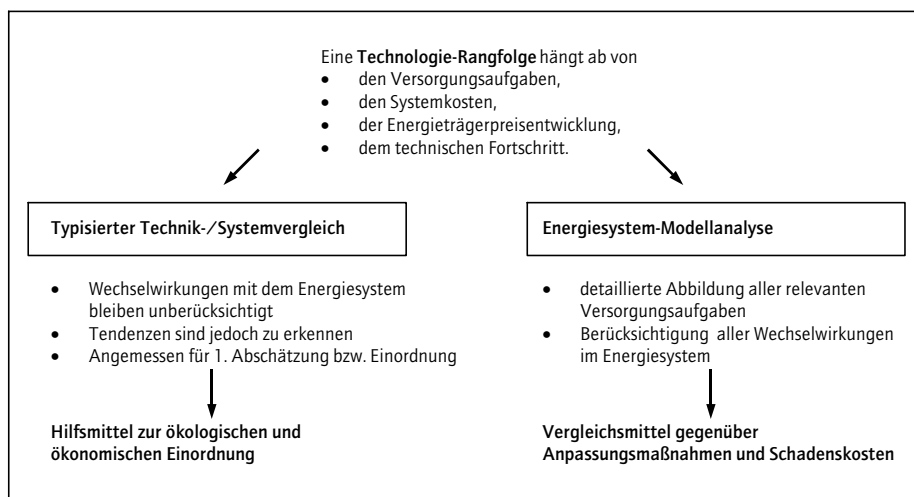 Eine Technologie-Rangfolge hängt ab von
• den Versorgungsaufgaben,
• den Systemkosten,
• der Energieträgerpreisentwicklung,
• dem technischen Fortschritt.
Typisierter Technik-/Systemvergleich
• Wechselwirkungen mit dem Energiesystem
bleiben unberücksichtigt
• Tendenzen sind jedoch zu erkennen
• Angemessen für 1. Abschätzung bzw. Einordnung
Hilfsmittel zur ökologischen und
ökonomischen Einordnung
Energiesystem-Modellanalyse
• detaillierte Abbildung aller relevanten
Versorgungsaufgaben
• Berücksichtigung aller Wechselwirkungen
im Energiesystem
Vergleichsmittel gegenüber
Anpassungsmaßnahmen und Schadenskosten